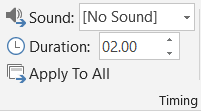 Sound: [No Sound]
Duration: 02.00
Apply To All
Timing